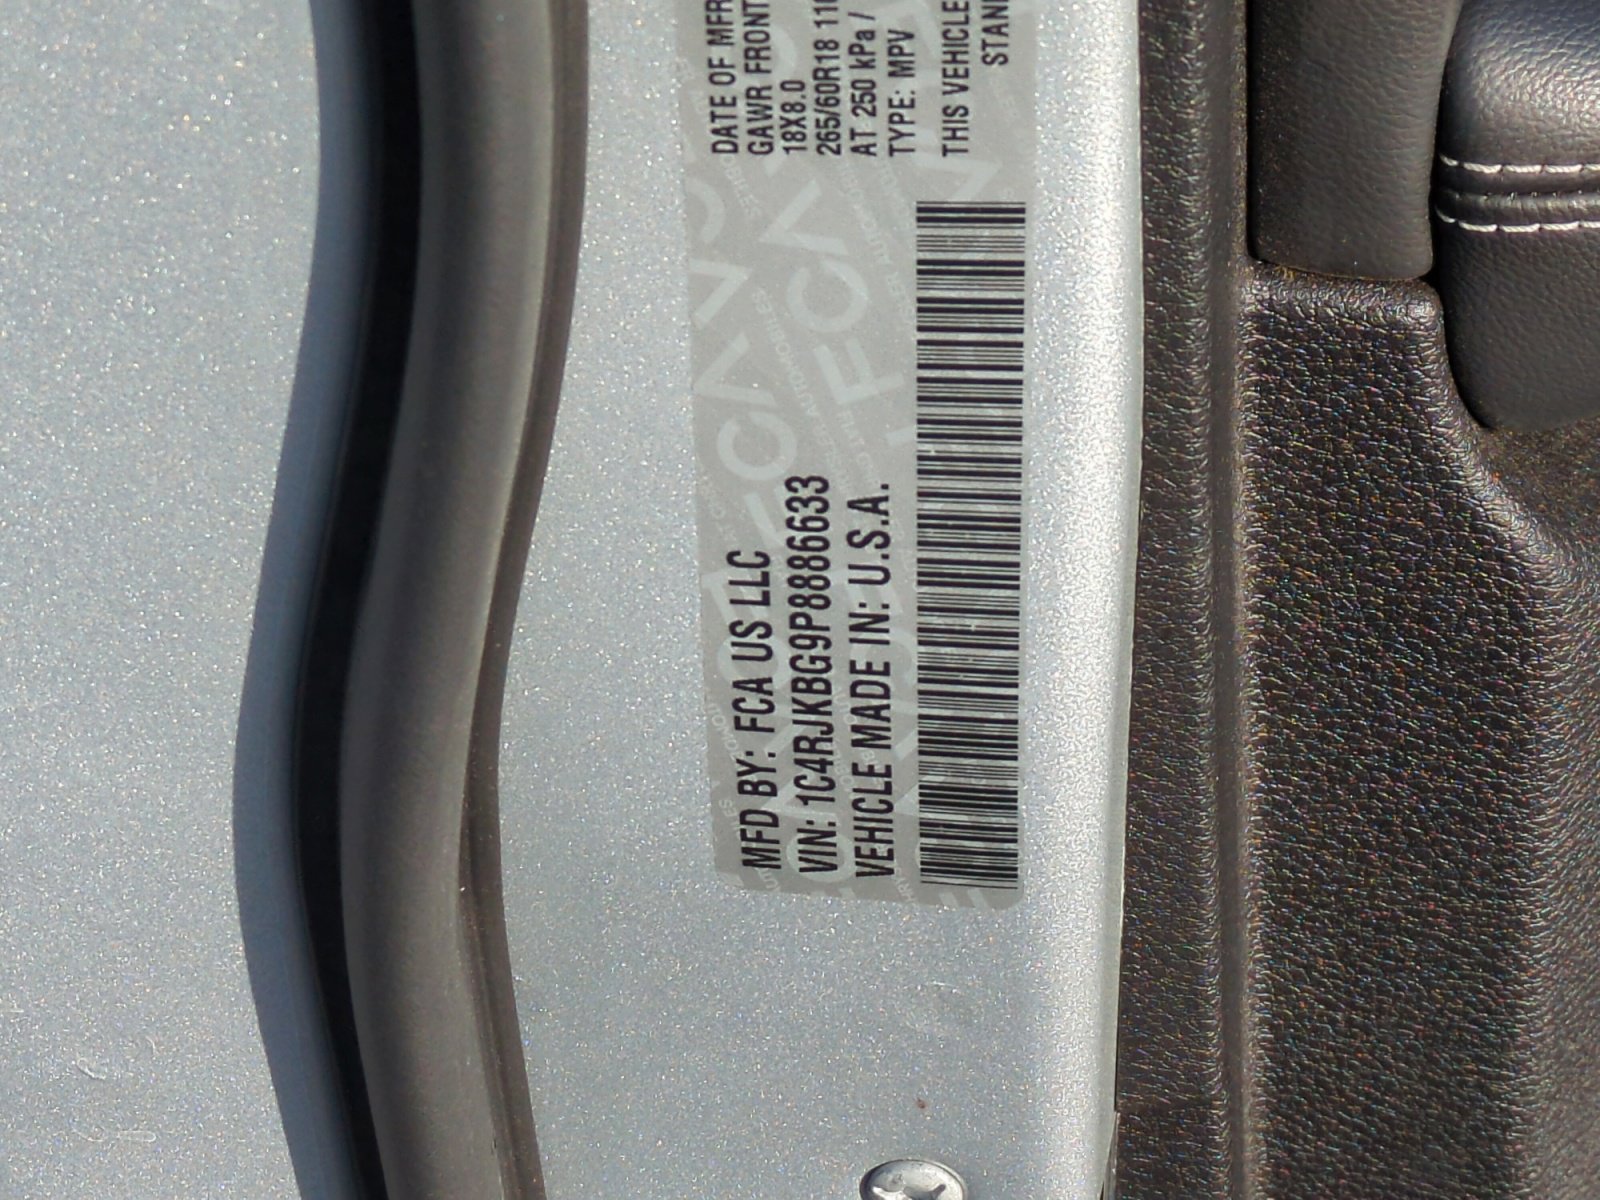 MFD BY: FCA US LLC
VIN: 1C4RJKBG9P8886633
VEHICLE MADE IN: U.S.A.
DATE OF MFR
GAWR FRONT
18X8.0
265/60R18
AT 250 kPa /
TYPE: MPV
THIS VEHICLE
STAN
FCA